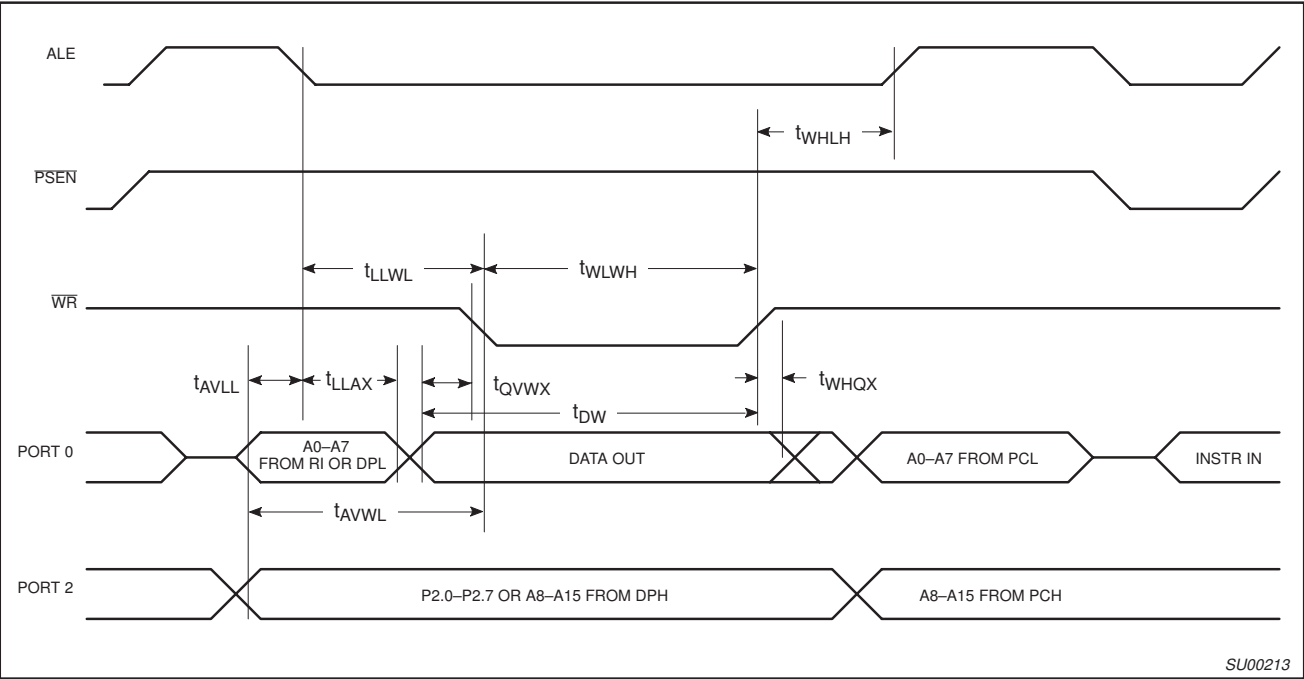 ALE
tWHLH
PSEN
tLLWL
tWLWH
WR
tAVLL
tLLAX
tQVWX
tWHQX
tDW
PORT 0
A0–A7
FROM RI OR DPL
DATA OUT
A0–A7 FROM PCL
INSTR IN
tAVWL
PORT 2
P2.0–P2.7 OR A8–A15 FROM DPH
A8–A15 FROM PCH
SU00213